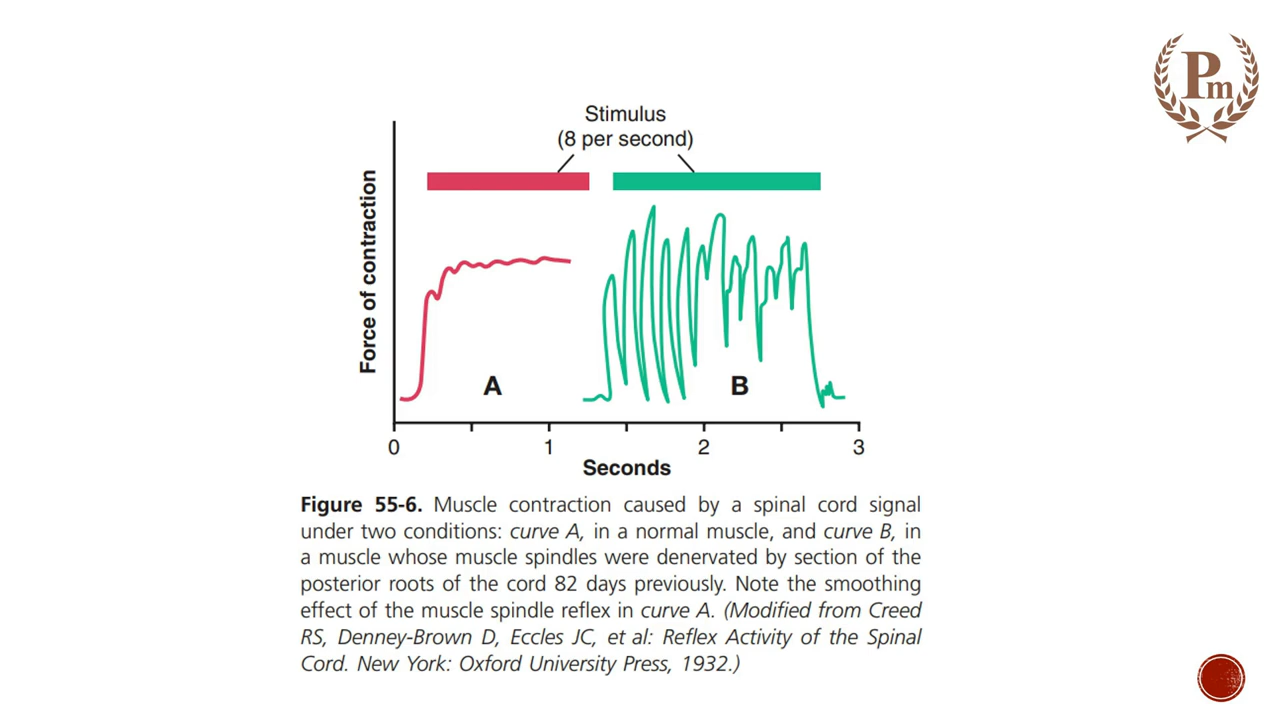 Pm
Stimulus
(8 per second)
Force of contraction
A
B
0
1
2
3
Seconds
Figure 55-6. Muscle contraction caused by a spinal cord signal
under two conditions: curve A, in a normal muscle, and curve B, in
a muscle whose muscle spindles were denervated by section of the
posterior roots of the cord 82 days previously. Note the smoothing
effect of the muscle spindle reflex in curve A. (Modified from Creed
RS, Denney-Brown D, Eccles JC, et al: Reflex Activity of the Spinal
Cord. New York: Oxford University Press, 1932.)